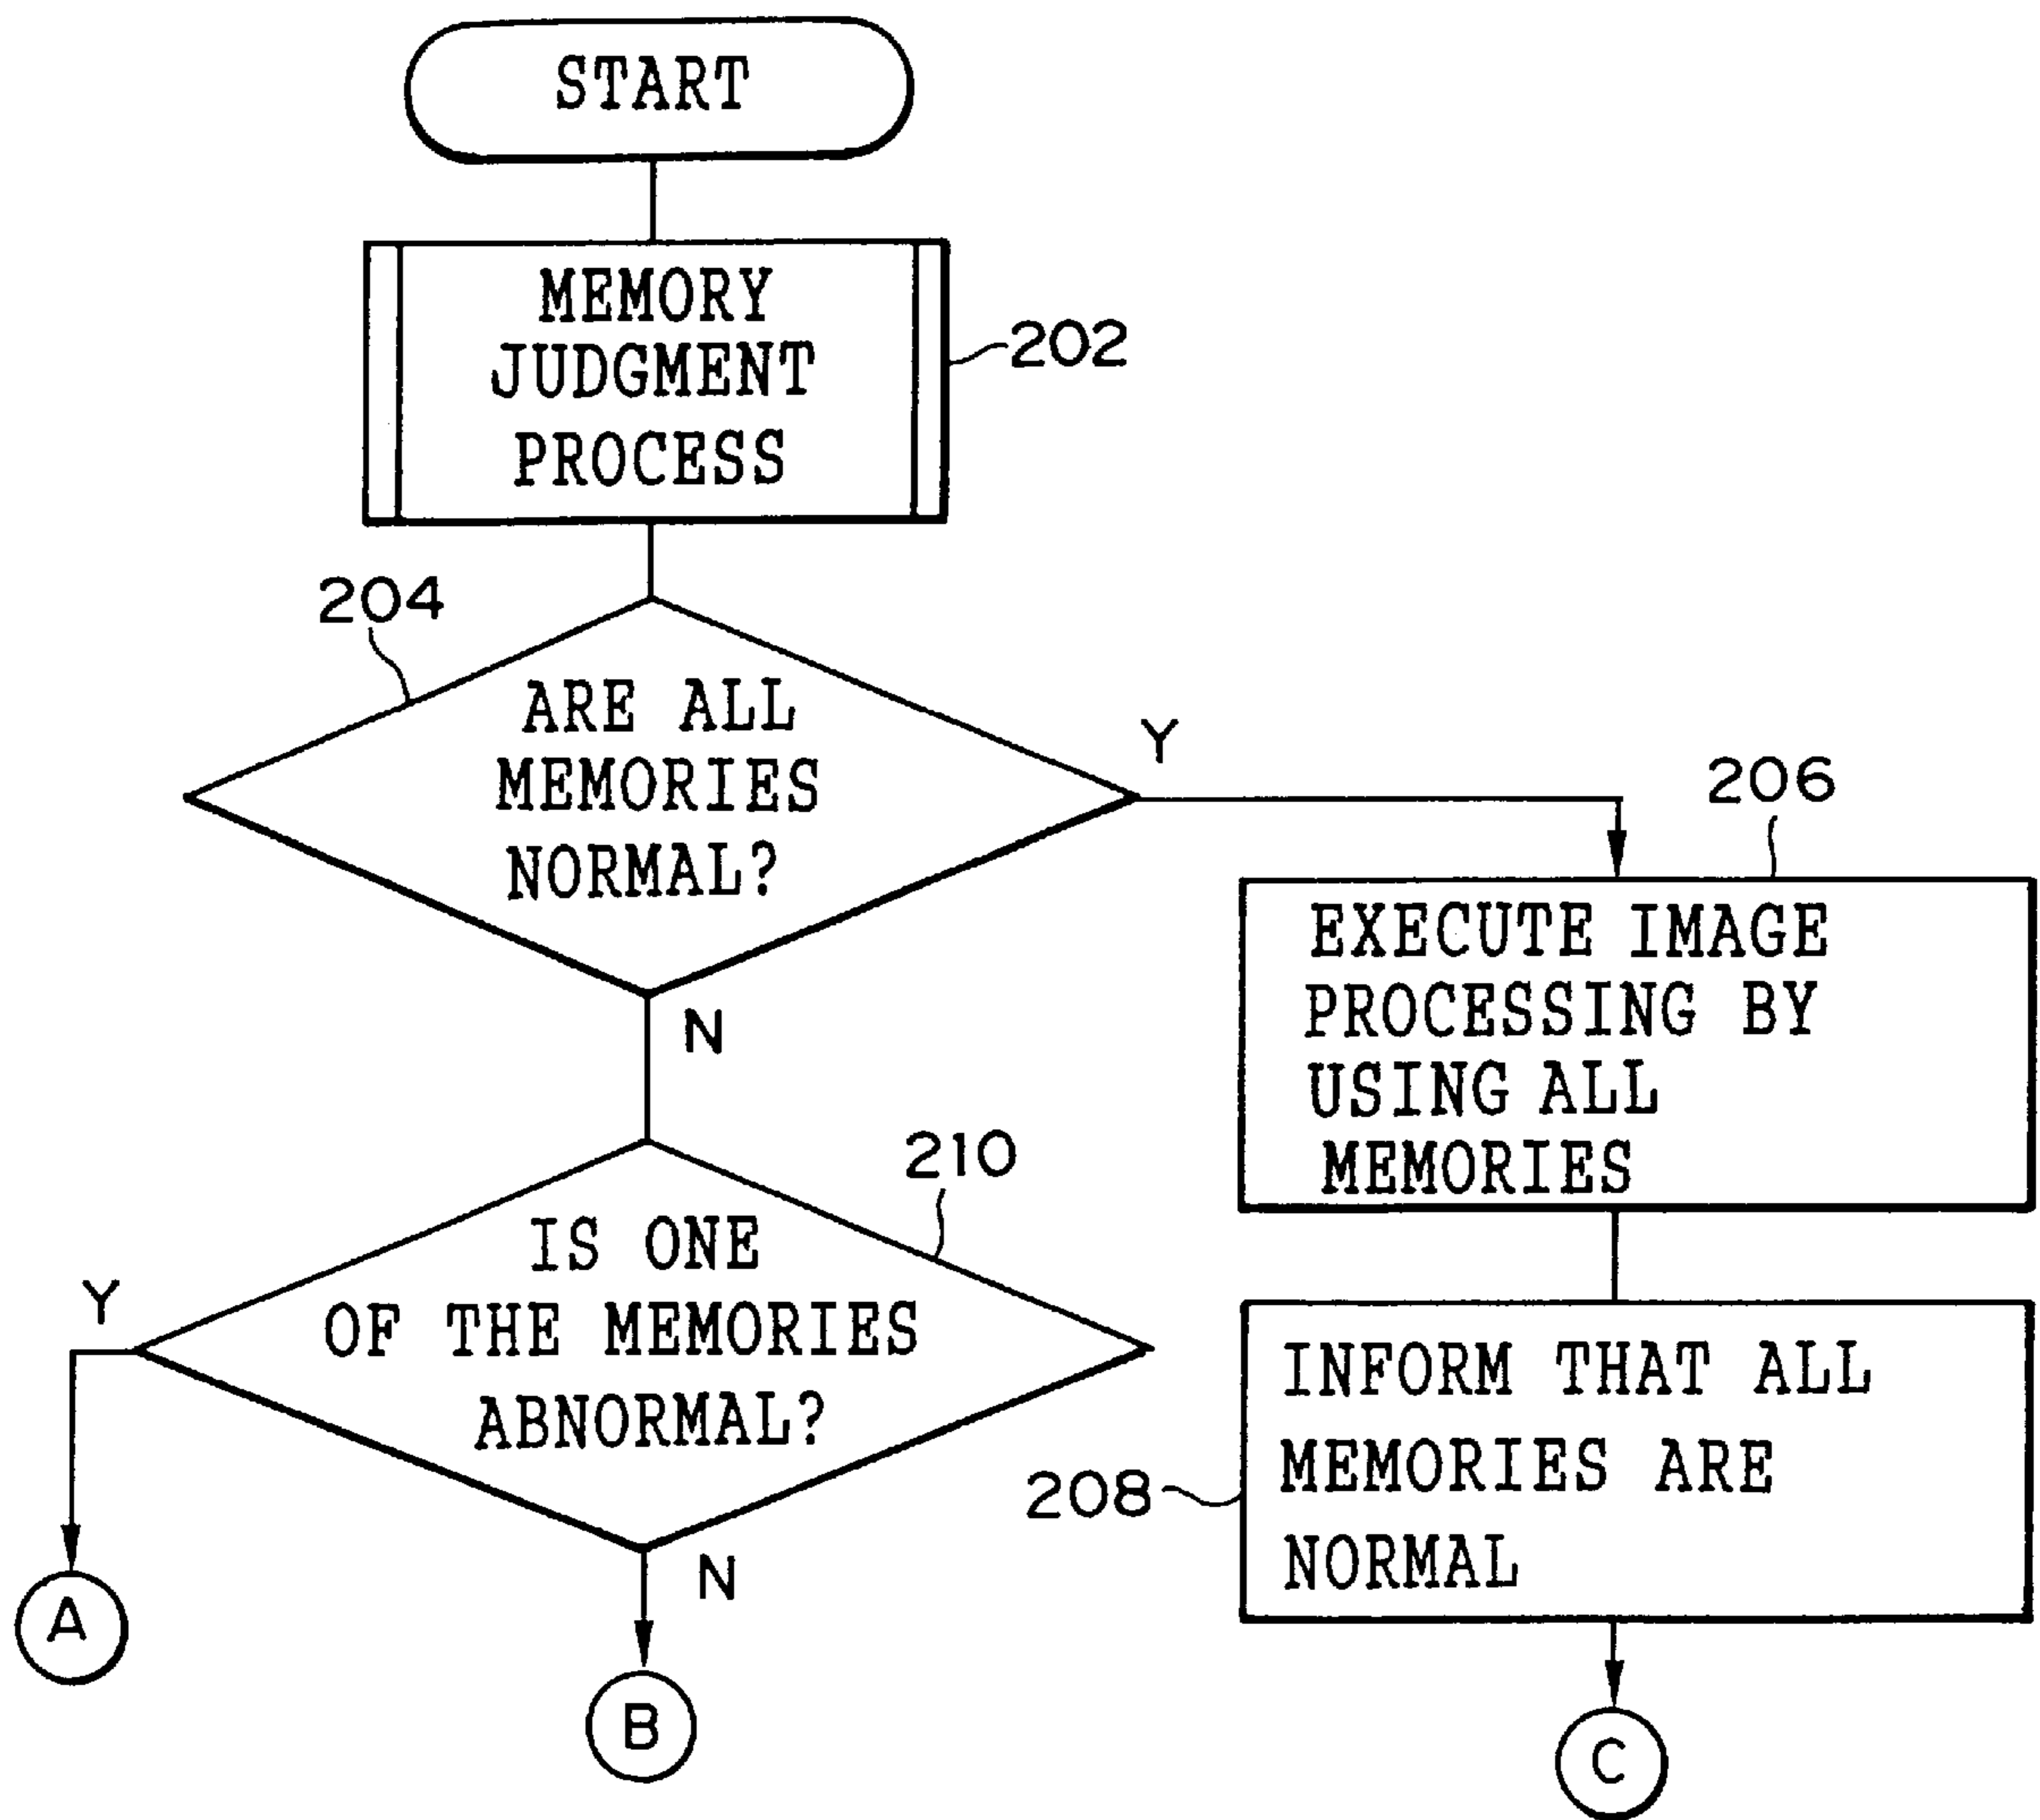 START
MEMORY
JUDGMENT
PROCESS
202
204
ARE ALL
MEMORIES
NORMAL?
Y
N
206
EXECUTE IMAGE
PROCESSING BY
USING ALL
MEMORIES
210
IS ONE
OF THE MEMORIES
ABNORMAL?
Y
N
208
INFORM THAT ALL
MEMORIES ARE
NORMAL
A
B
C